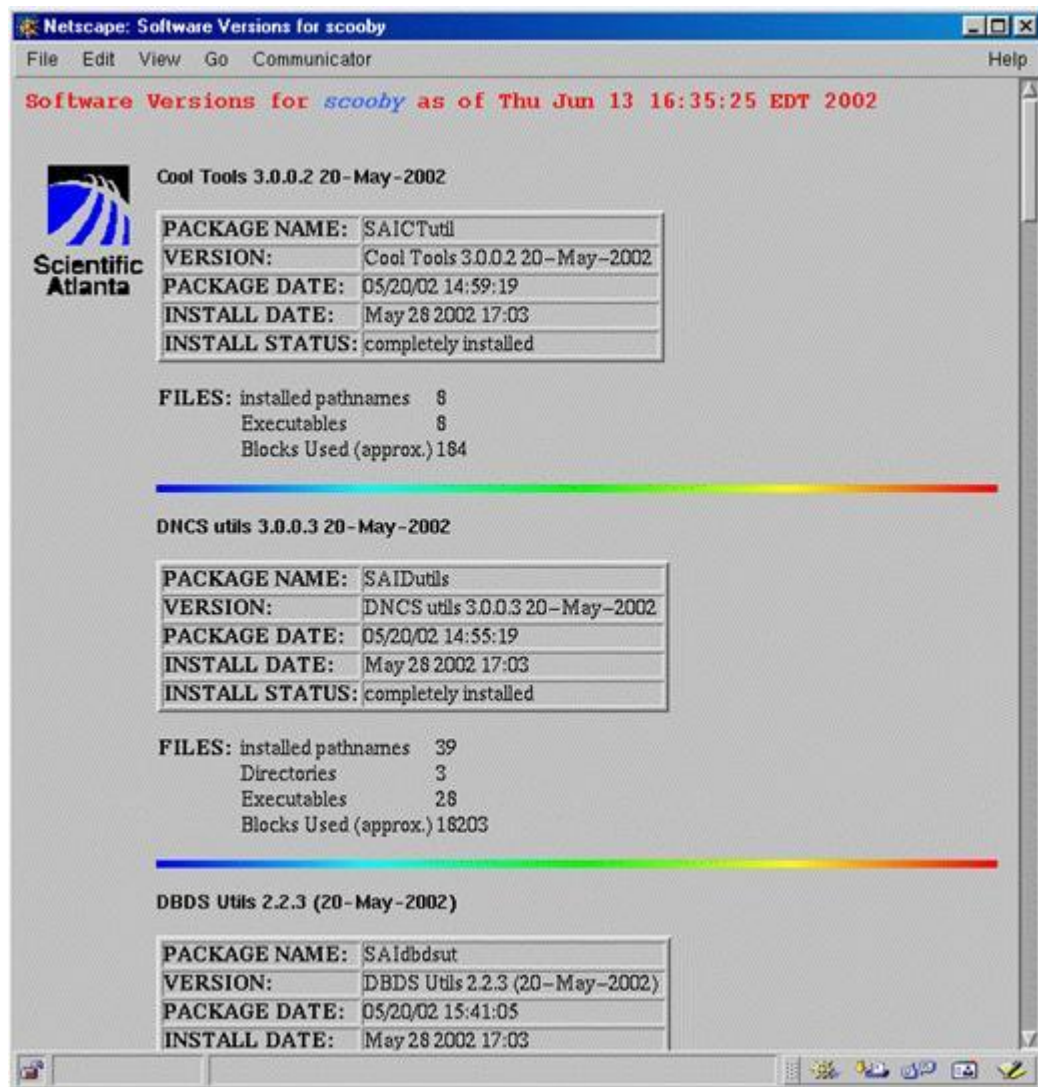 Netscape: Software Versions for scooby
File Edit View Go Communicator Help
Software Versions for scooby as of Thu Jun 13 16:35:25 EDT 2002
Scientific
Atlanta
Cool Tools 3.0.0.2 20-May-2002
PACKAGE NAME: SAICTutil
VERSION: Cool Tools 3.0.0.2 20-May-2002
PACKAGE DATE: 05/20/02 14:59:19
INSTALL DATE: May 28 2002 17:03
INSTALL STATUS: completely installed
FILES: installed pathnames 8
Executables 8
Blocks Used (approx.) 184
DNCS utils 3.0.0.3 20-May-2002
PACKAGE NAME: SAIDutils
VERSION: DNCS utils 3.0.0.3 20-May-2002
PACKAGE DATE: 05/20/02 14:55:19
INSTALL DATE: May 28 2002 17:03
INSTALL STATUS: completely installed
FILES: installed pathnames 39
Directories 3
Executables 28
Blocks Used (approx.) 18203
DBDS Utils 2.2.3 (20-May-2002)
PACKAGE NAME: SAIdbdsut
VERSION: DBDS Utils 2.2.3 (20-May-2002)
PACKAGE DATE: 05/20/02 15:41:05
INSTALL DATE: May 28 2002 17:03